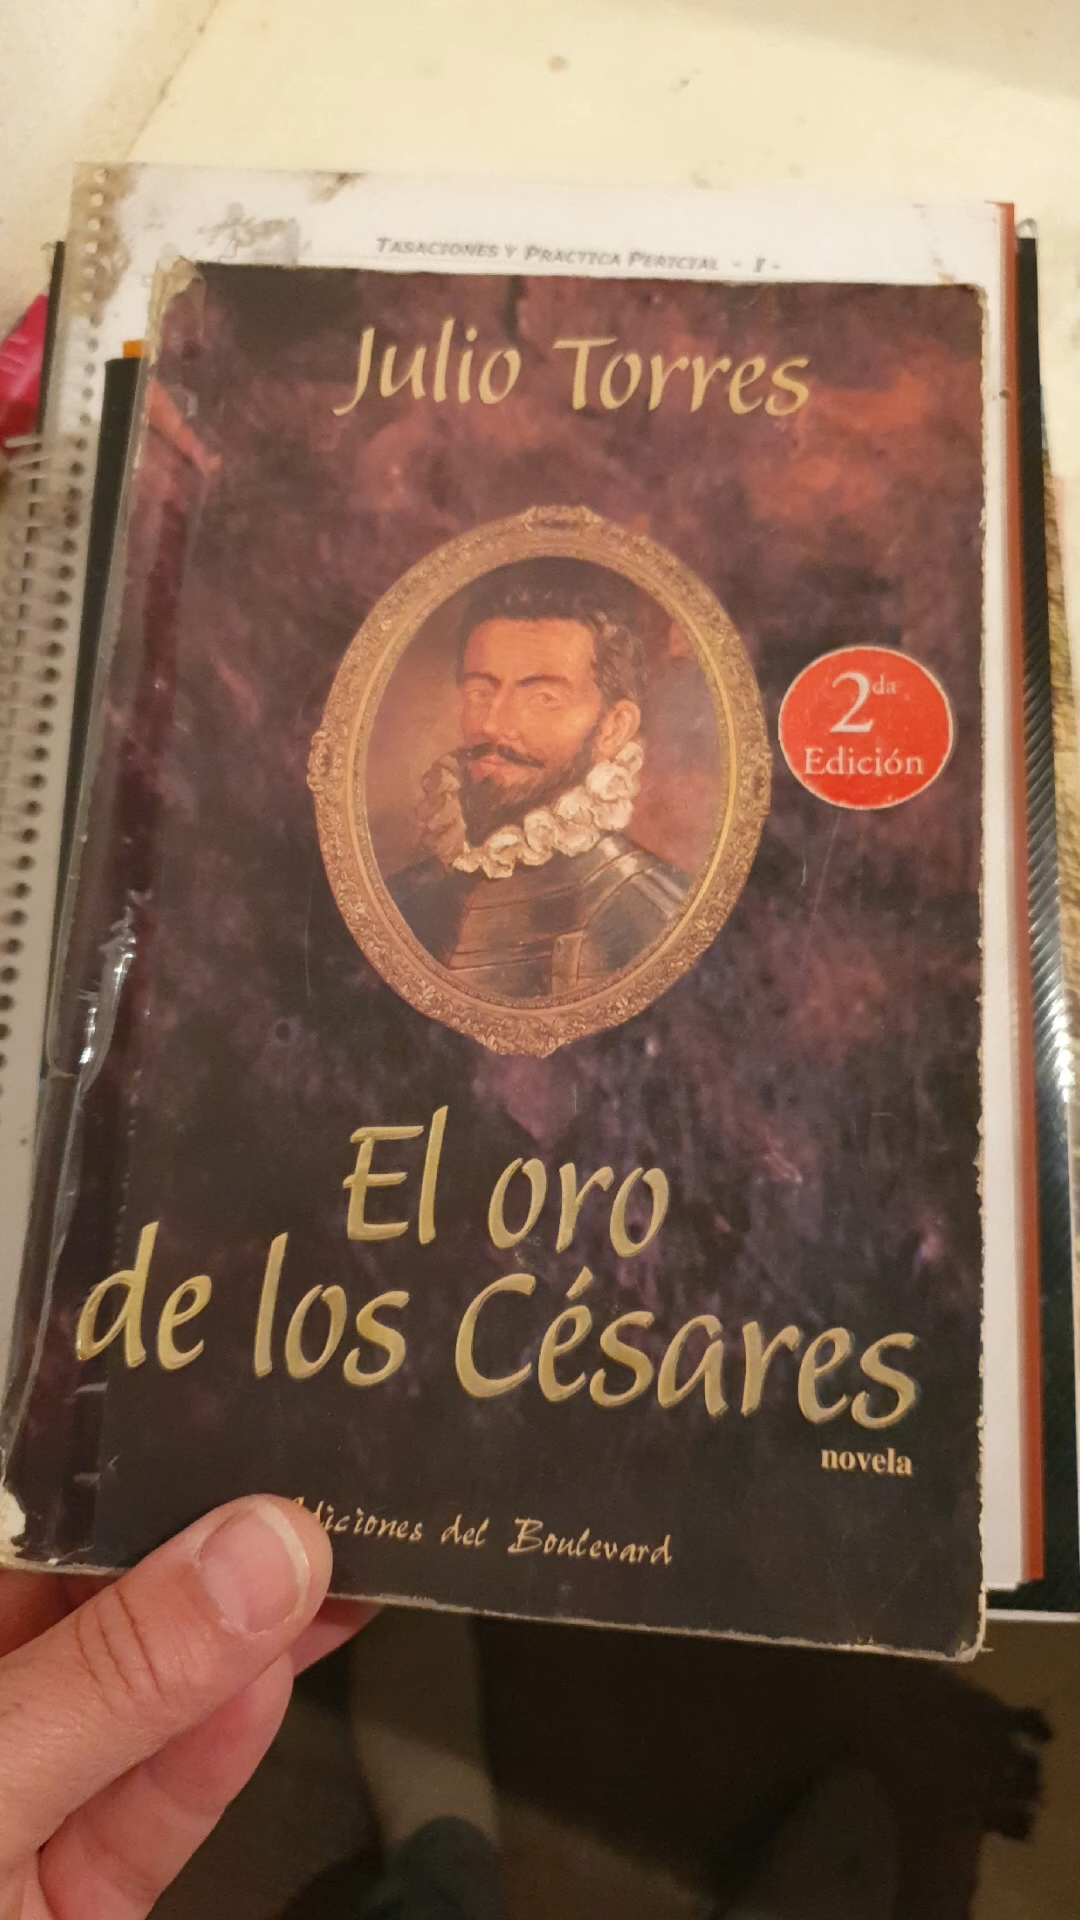 TASACIONES Y PRACTICA PERICIAL - I -
Julio Torres
2da
Edición
El oro
de los Césares
novela
Ediciones del Boulevard